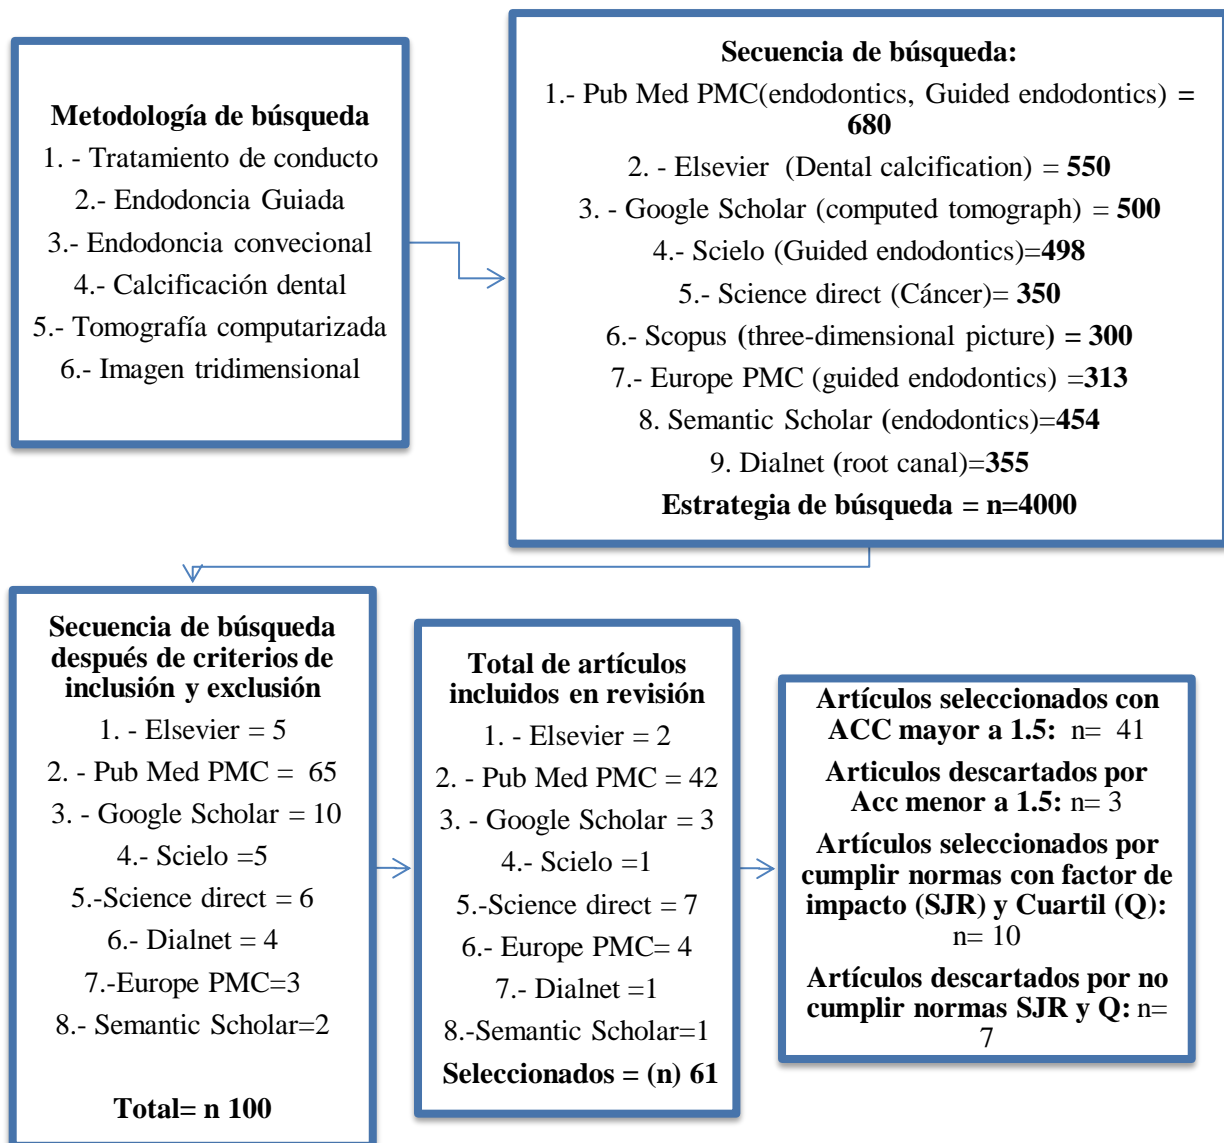 Metodología de búsqueda
1. - Tratamiento de conducto
2.- Endodoncia Guiada
3.- Endodoncia convecional
4.- Calcificación dental
5.- Tomografía computarizada
6.- Imagen tridimensional
Secuencia de búsqueda:
1.- Pub Med PMC(endodontics, Guided endodontics) =
680
2. - Elsevier (Dental calcification) = 550
3. - Google Scholar (computed tomograph) = 500
4.- Scielo (Guided endodontics)=498
5.- Science direct (Cáncer)= 350
6.- Scopus (three-dimensional picture) = 300
7.- Europe PMC (guided endodontics) =313
8. Semantic Scholar (endodontics)=454
9. Dialnet (root canal)=355
Estrategia de búsqueda = n=4000
Secuencia de búsqueda
después de criterios de
inclusión y exclusión
1. - Elsevier = 5
2. - Pub Med PMC = 65
3. - Google Scholar = 10
4.- Scielo =5
5.-Science direct = 6
6.- Dialnet = 4
7.-Europe PMC=3
8.- Semantic Scholar=2
Total= n 100
Total de artículos
incluidos en revisión
1. - Elsevier = 2
2. - Pub Med PMC = 42
3. - Google Scholar = 3
4.- Scielo =1
5.-Science direct = 7
6.- Europe PMC= 4
7.- Dialnet =1
8.-Semantic Scholar=1
Seleccionados = (n) 61
Artículos seleccionados con
ACC mayor a 1.5: n= 41
Articulos descartados por
Acc menor a 1.5: n= 3
Artículos seleccionados por
cumplir normas con factor de
impacto (SJR) y Cuartil (Q):
n= 10
Artículos descartados por no
cumplir normas SJR y Q: n=
7